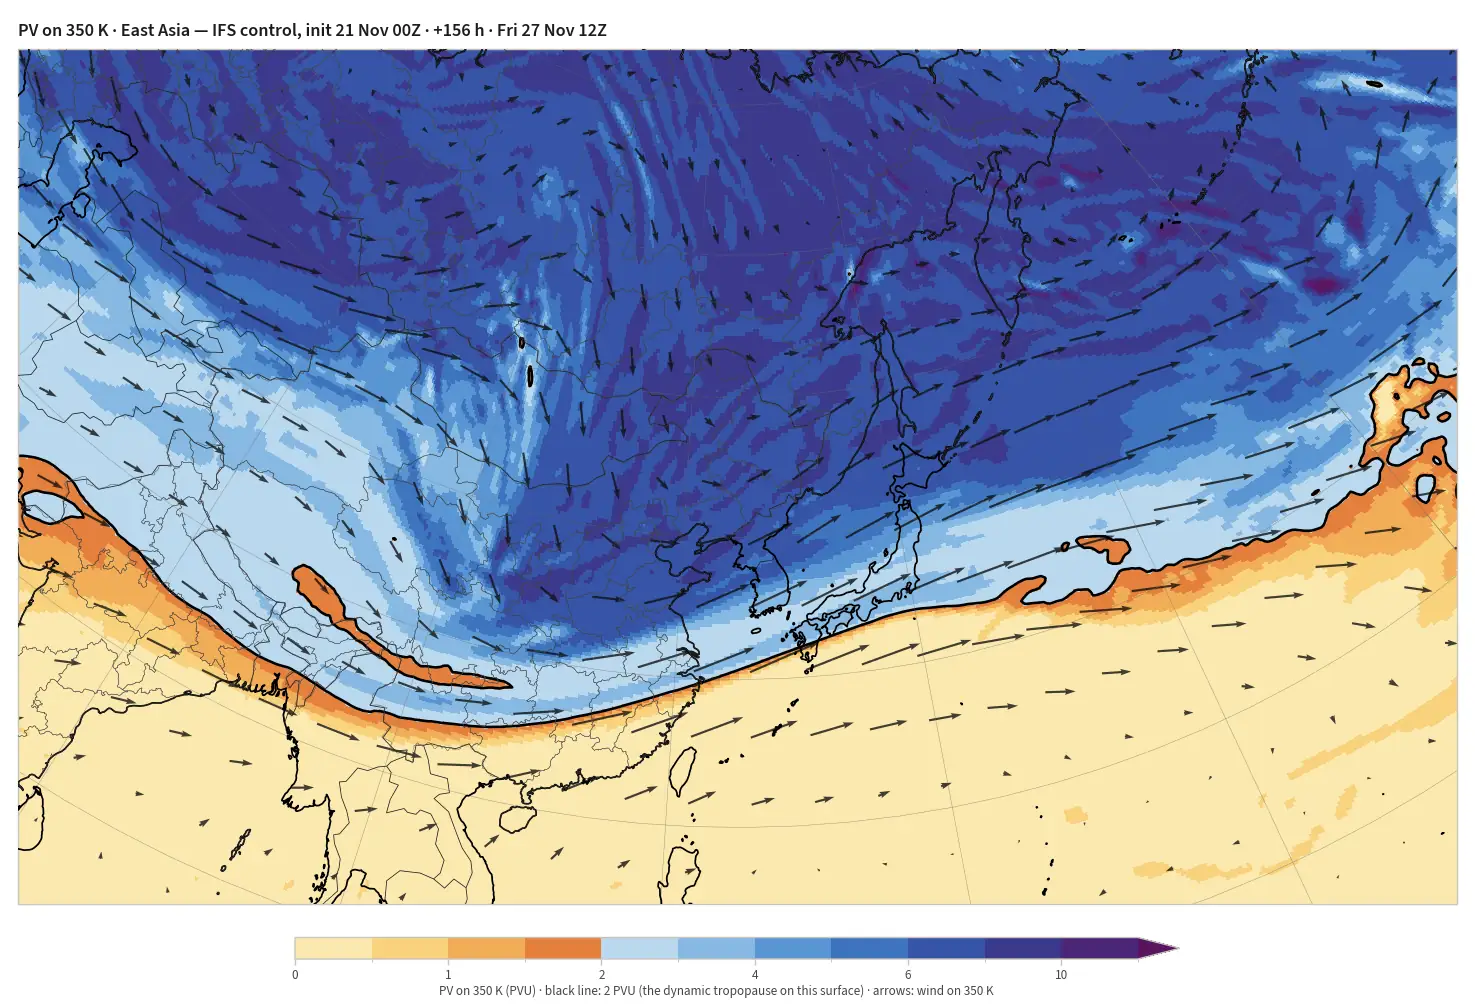 PV on 350 K · East Asia — IFS control, init 21 Nov 00Z · +156 h · Fri 27 Nov 12Z
0 1 2 4 6 10
PV on 350 K (PVU) · black line: 2 PVU (the dynamic tropopause on this surface) · arrows: wind on 350 K